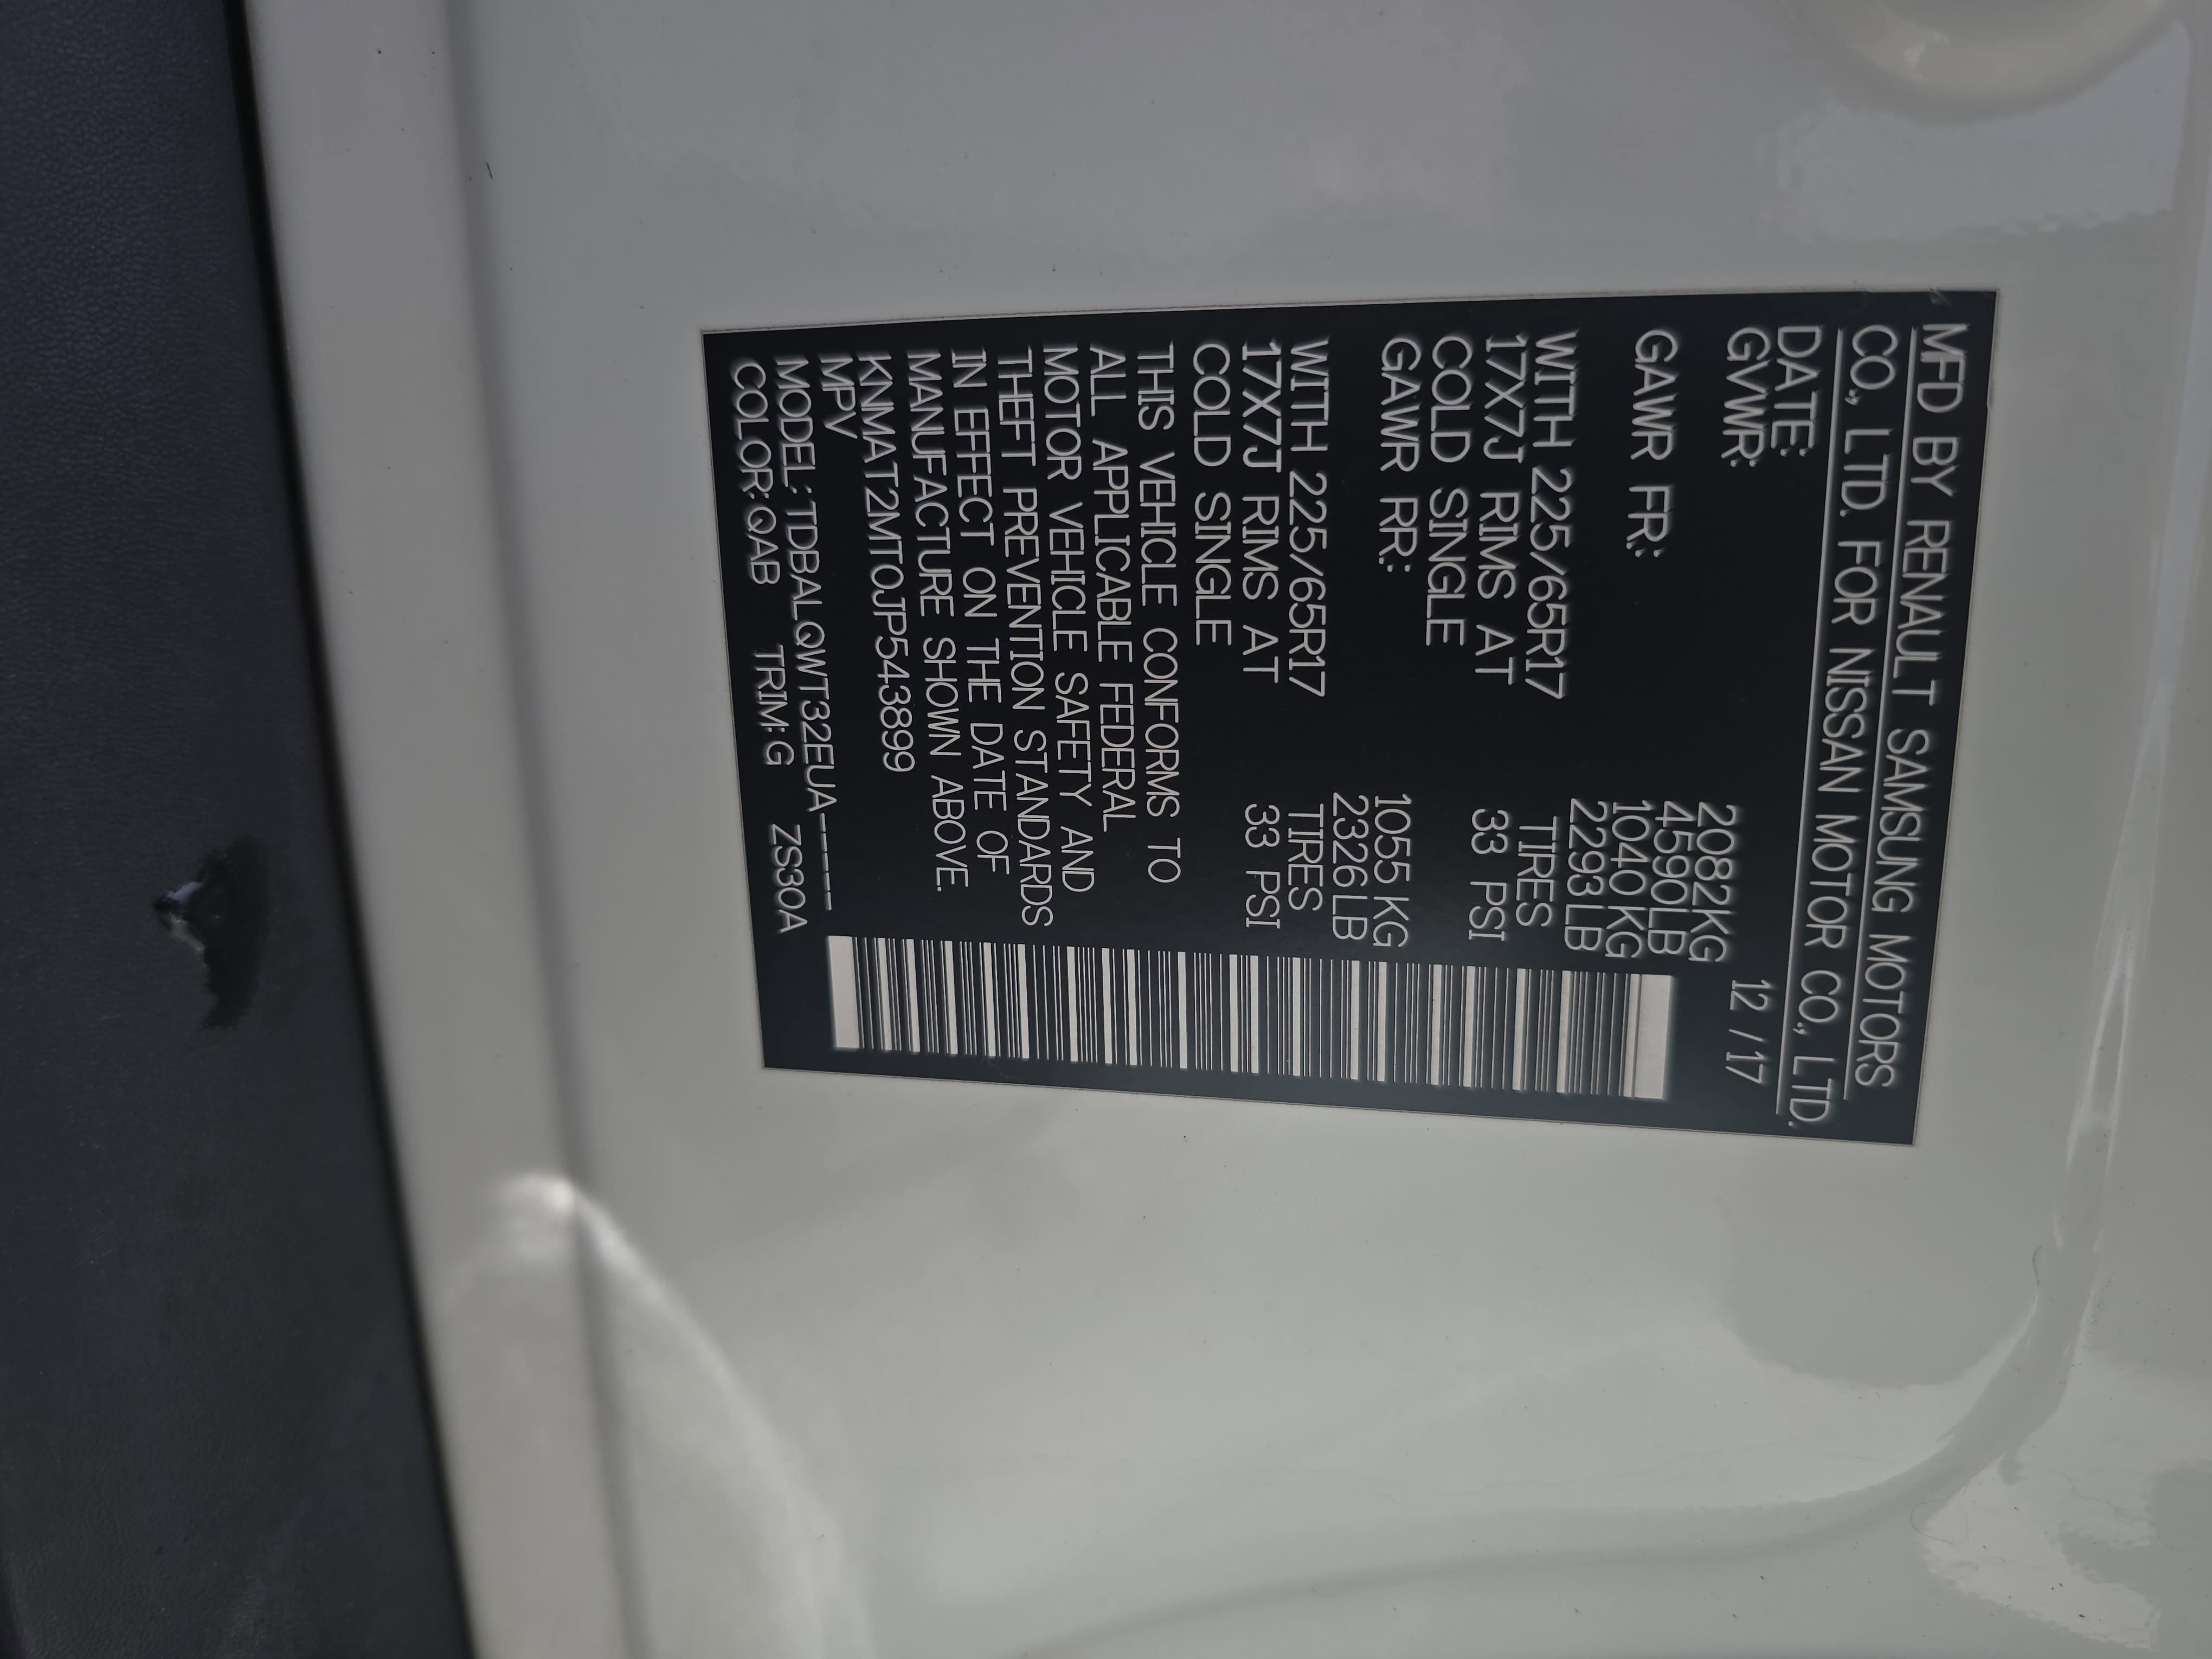 MFD BY RENAULT SAMSUNG MOTORS
CO., LTD. FOR NISSAN MOTOR CO., LTD.
DATE: 12 /17
GVWR: 2082KG
4590LB
GAWR FR: 1040 KG
2293 LB
WITH 225/65R17 TIRES
17X7J RIMS AT 33 PSI
COLD SINGLE
GAWR RR: 1055 KG
2326 LB
WITH 225/65R17 TIRES
17X7J RIMS AT 33 PSI
COLD SINGLE
THIS VEHICLE CONFORMS TO
ALL APPLICABLE FEDERAL
MOTOR VEHICLE SAFETY AND
THEFT PREVENTION STANDARDS
IN EFFECT ON THE DATE OF
MANUFACTURE SHOWN ABOVE.
KNMAT2MT0JP543899
MPV
MODEL: TDBALQWT32EUA-----
COLOR: QAB TRIM: G ZS30A